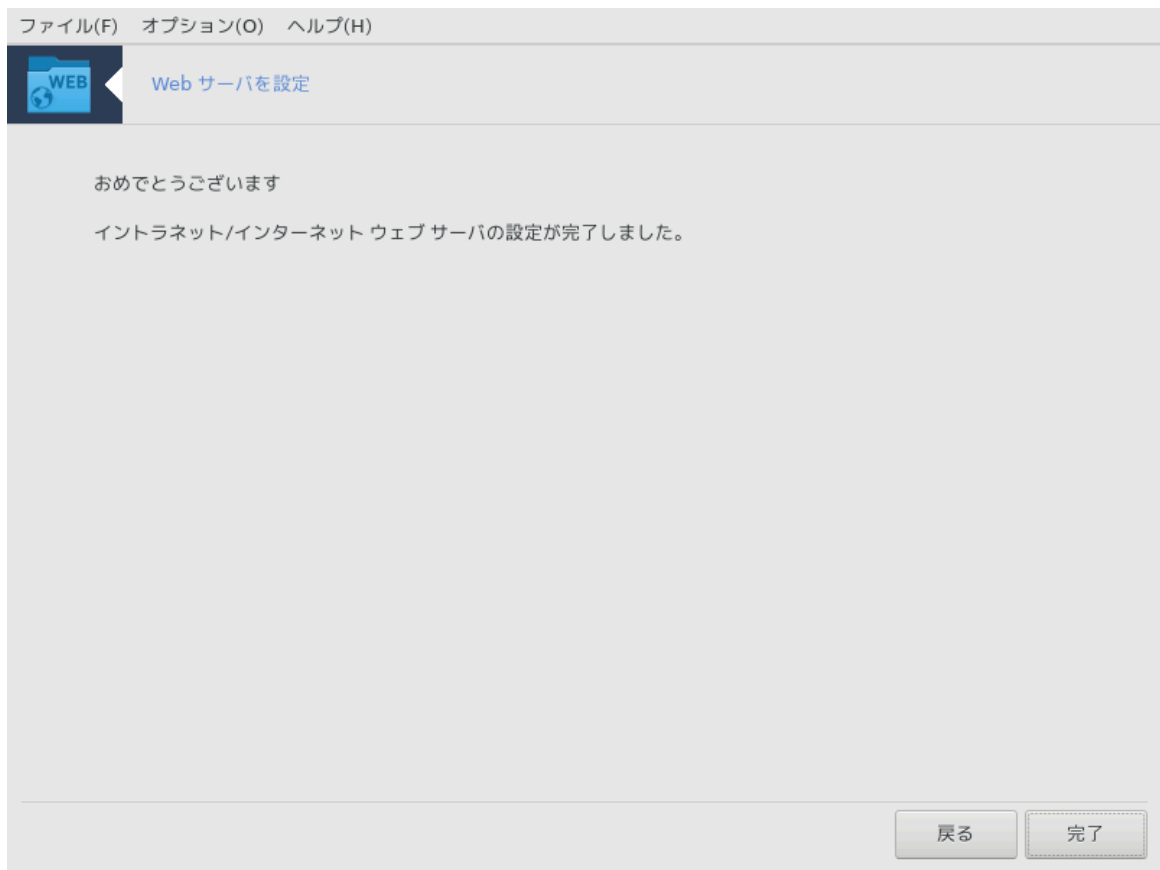 ファイル(F) オプション(O) ヘルプ(H)
WEB
Web サーバを設定
おめでとうございます
イントラネット/インターネット ウェブ サーバの設定が完了しました。
戻る 完了